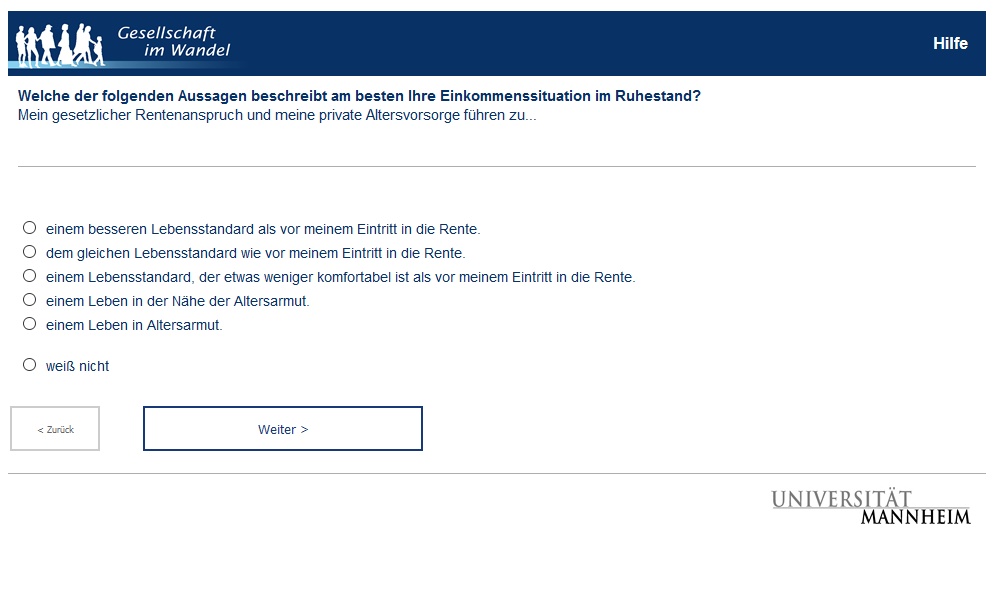 Gesellschaft
im Wandel
Hilfe
Welche der folgenden Aussagen beschreibt am besten Ihre Einkommenssituation im Ruhestand?
Mein gesetzlicher Rentenanspruch und meine private Altersvorsorge führen zu...
einem besseren Lebensstandard als vor meinem Eintritt in die Rente.
dem gleichen Lebensstandard wie vor meinem Eintritt in die Rente.
einem Lebensstandard, der etwas weniger komfortabel ist als vor meinem Eintritt in die Rente.
einem Leben in der Nähe der Altersarmut.
einem Leben in Altersarmut.
weiß nicht
< Zurück
Weiter >
UNIVERSITÄT
MANNHEIM